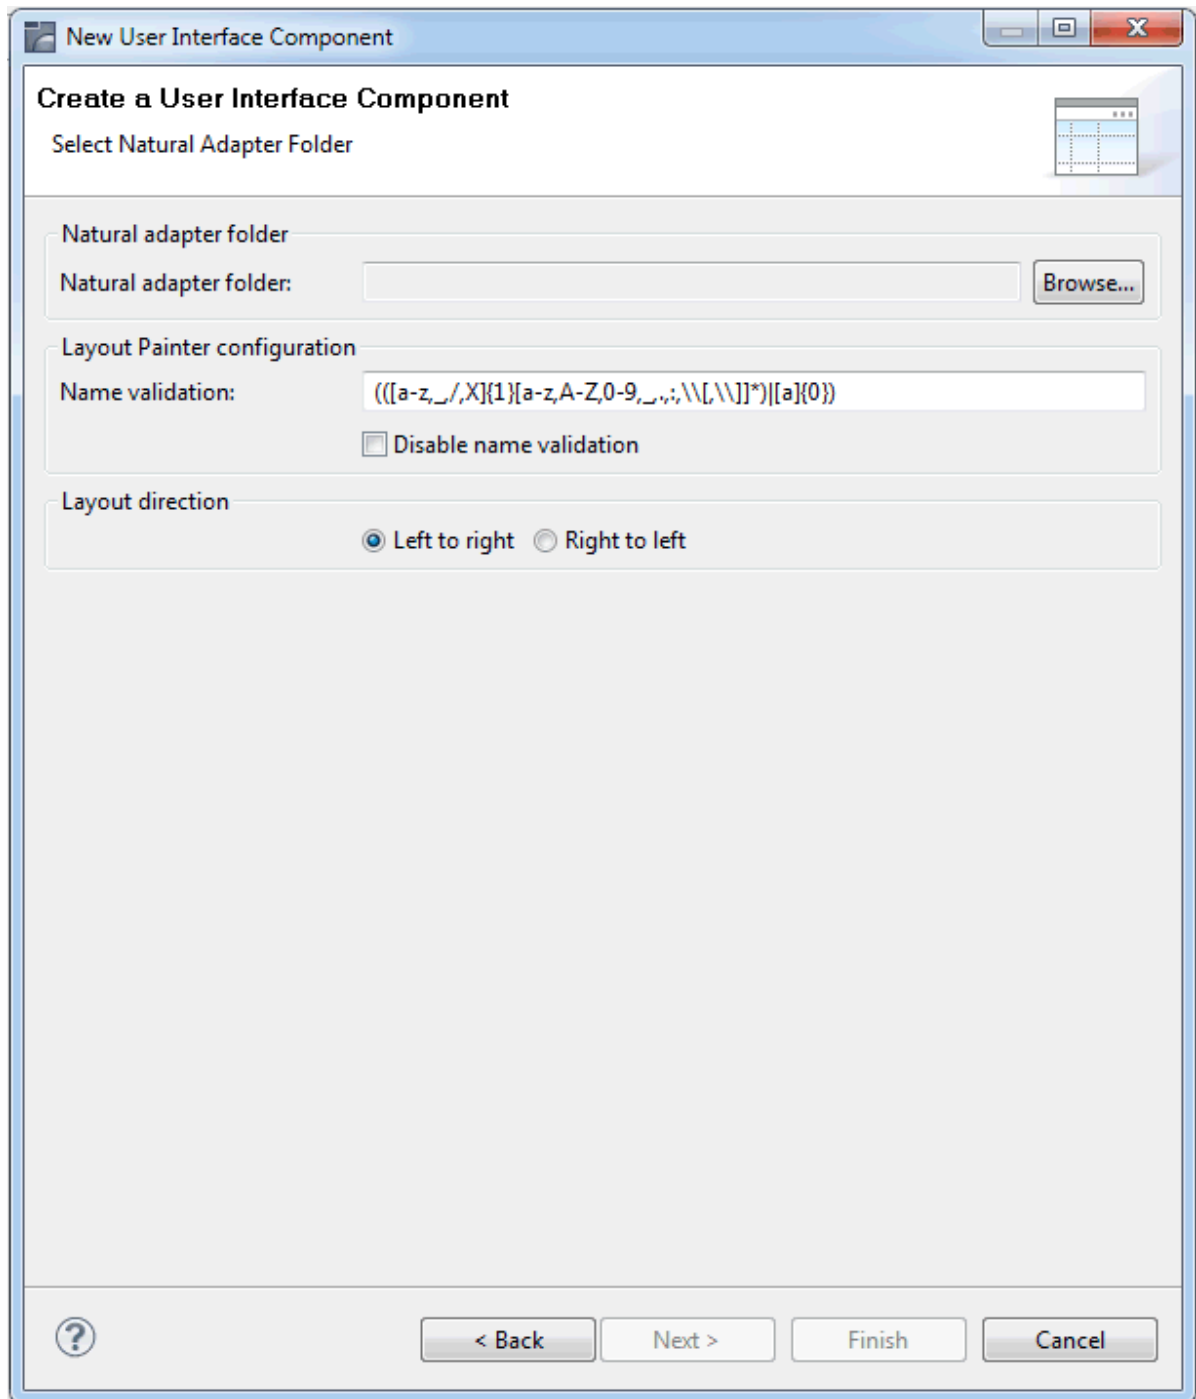 New User Interface Component
Create a User Interface Component
Select Natural Adapter Folder
Natural adapter folder
Natural adapter folder:
Browse...
Layout Painter configuration
Name validation:
(([a-z,_,/,X]{1}[a-z,A-Z,0-9,_,.,:,\\[,\\]]*)|[a]{0})
Disable name validation
Layout direction
Left to right
Right to left
?
< Back
Next >
Finish
Cancel